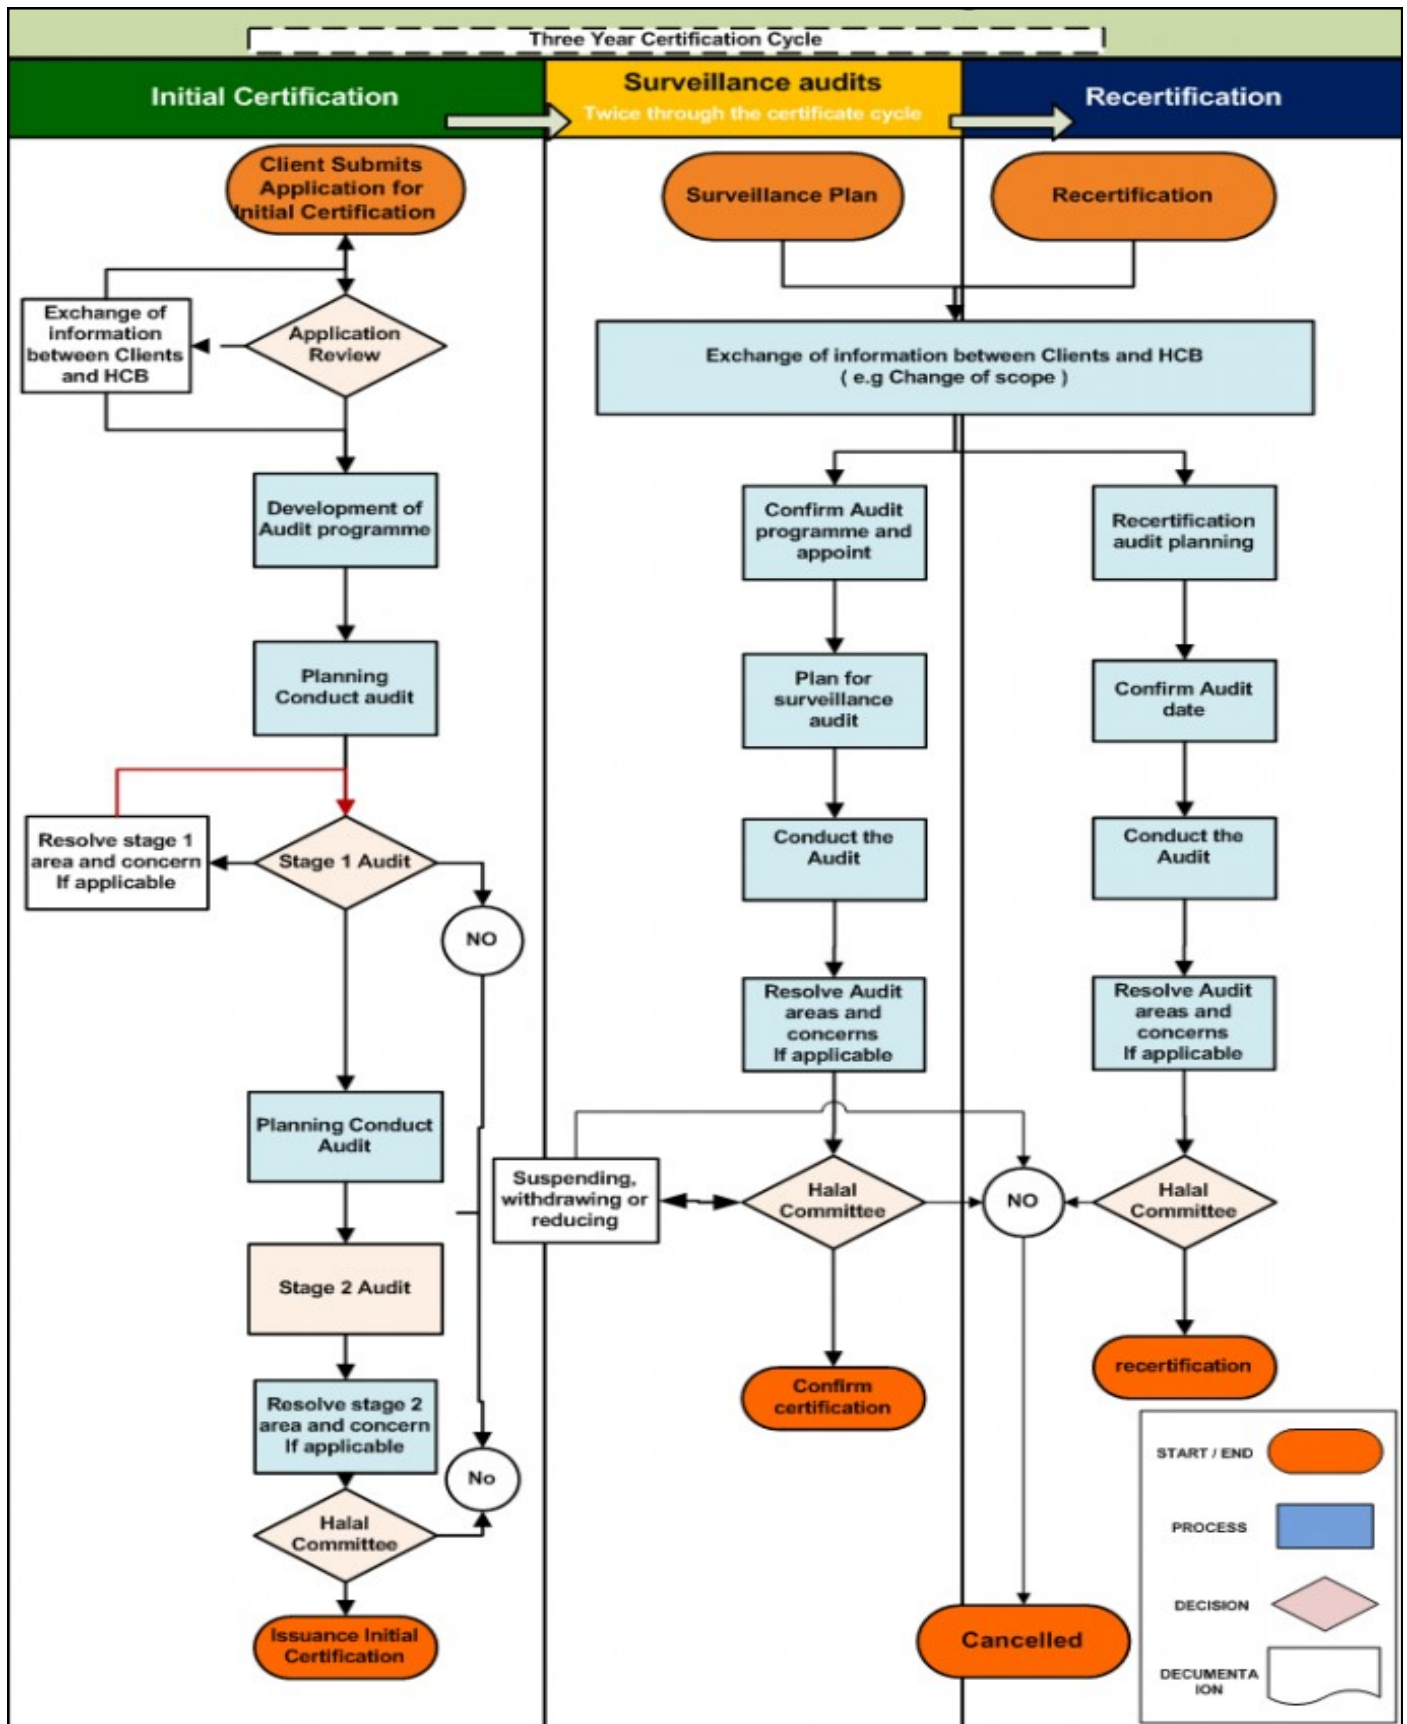 Three Year Certification Cycle
Initial Certification
Surveillance audits
Twice through the certificate cycle
Recertification
Client Submits
Application for
Initial Certification
Exchange of
information
between Clients
and HCB
Application
Review
Development of
Audit programme
Planning
Conduct audit
Resolve stage 1
area and concern
If applicable
Stage 1 Audit
NO
Planning Conduct
Audit
Stage 2 Audit
Resolve stage 2
area and concern
If applicable
No
Halal
Committee
Issuance Initial
Certification
Surveillance Plan
Recertification
Exchange of information between Clients and HCB
( e.g Change of scope )
Confirm Audit
programme and
appoint
Plan for
surveillance
audit
Conduct the
Audit
Resolve Audit
areas and
concerns
If applicable
Suspending,
withdrawing or
reducing
Halal
Committee
NO
Confirm
certification
Recertification
audit planning
Confirm Audit
date
Conduct the
Audit
Resolve Audit
areas and
concerns
If applicable
Halal
Committee
recertification
Cancelled
START / END
PROCESS
DECISION
DECUMENTA
ION